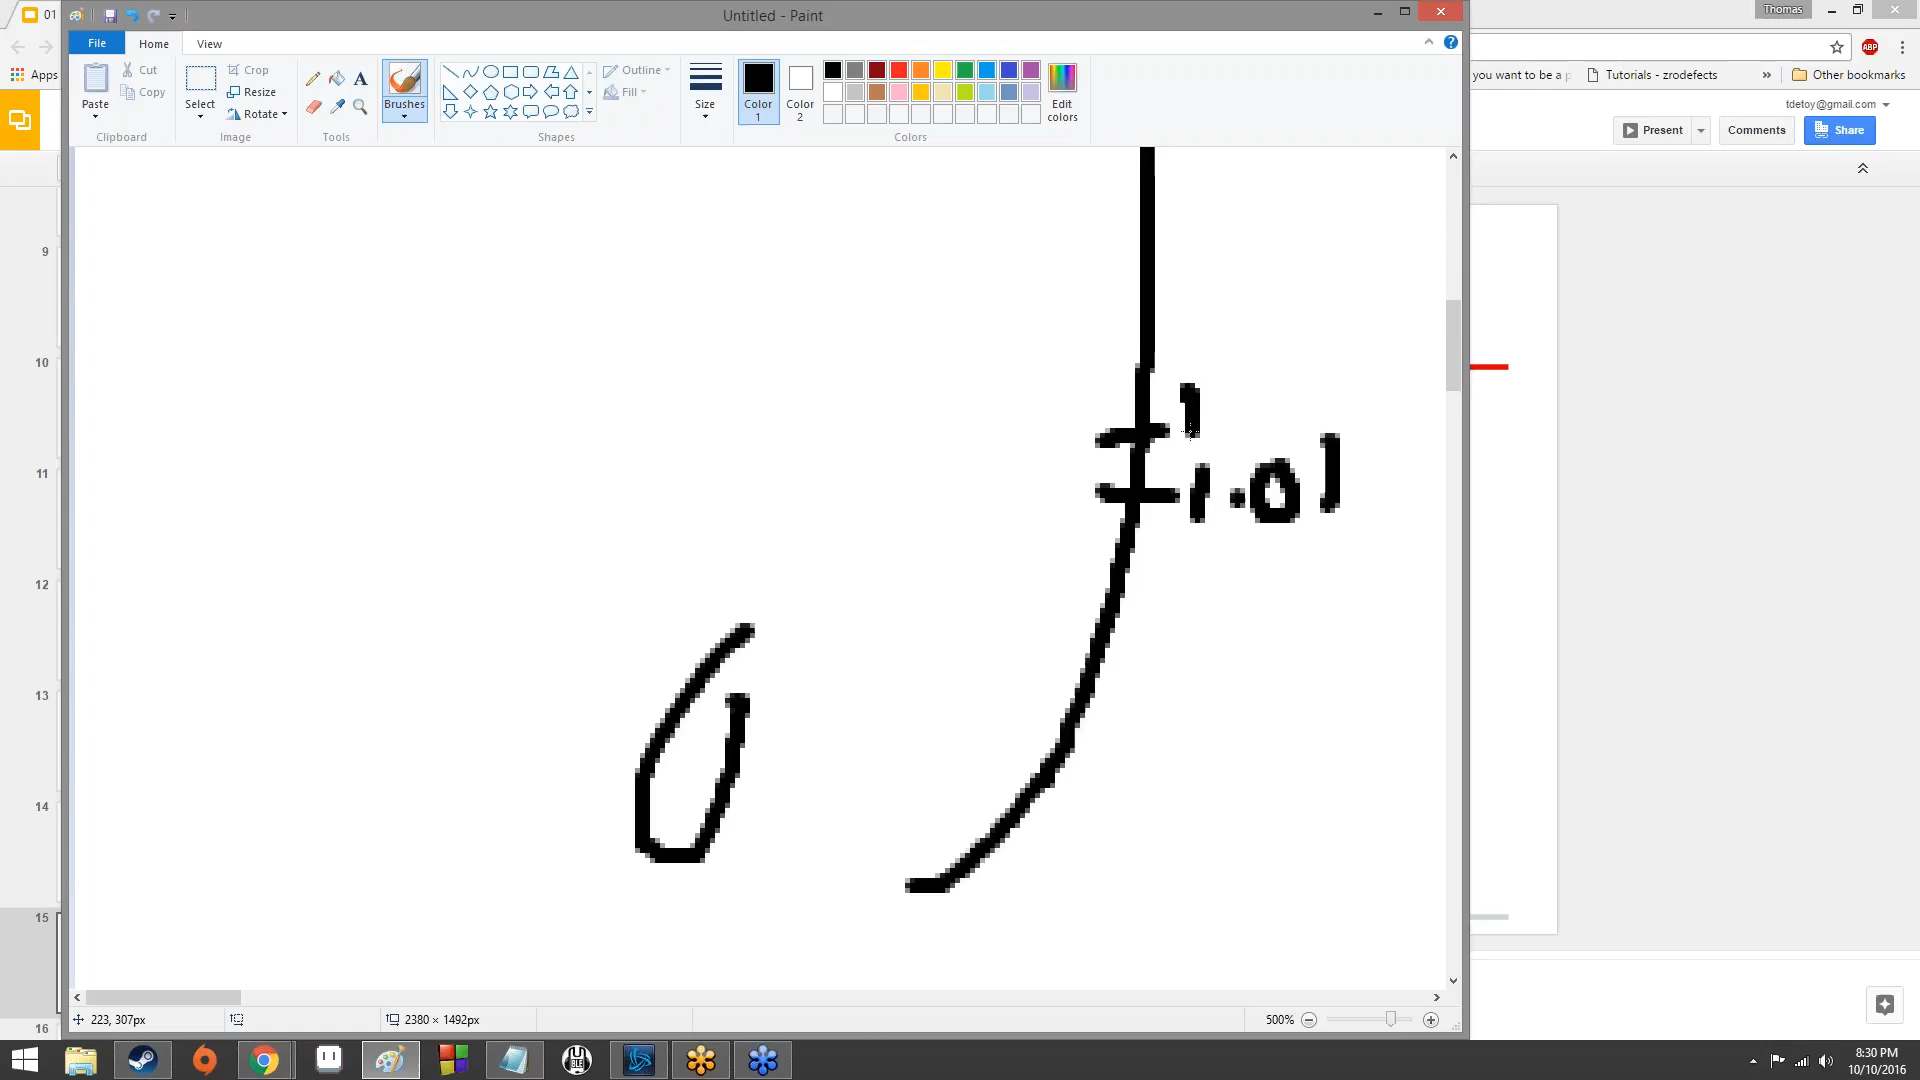 01
Untitled - Paint
Thomas
File
Home
View
Apps
Paste
Cut
Copy
Clipboard
Select
Crop
Resize
Rotate
Image
Tools
Brushes
Shapes
Outline
Fill
Size
Color 1
Color 2
Edit colors
Colors
you want to be a p
Tutorials - zrodefects
»
Other bookmarks
ABP
tdetoy@gmail.com
Present
Comments
Share
9
10
11
12
13
14
15
16
1
1.01
223, 307px
2380 × 1492px
500%
8:30 PM
10/10/2016